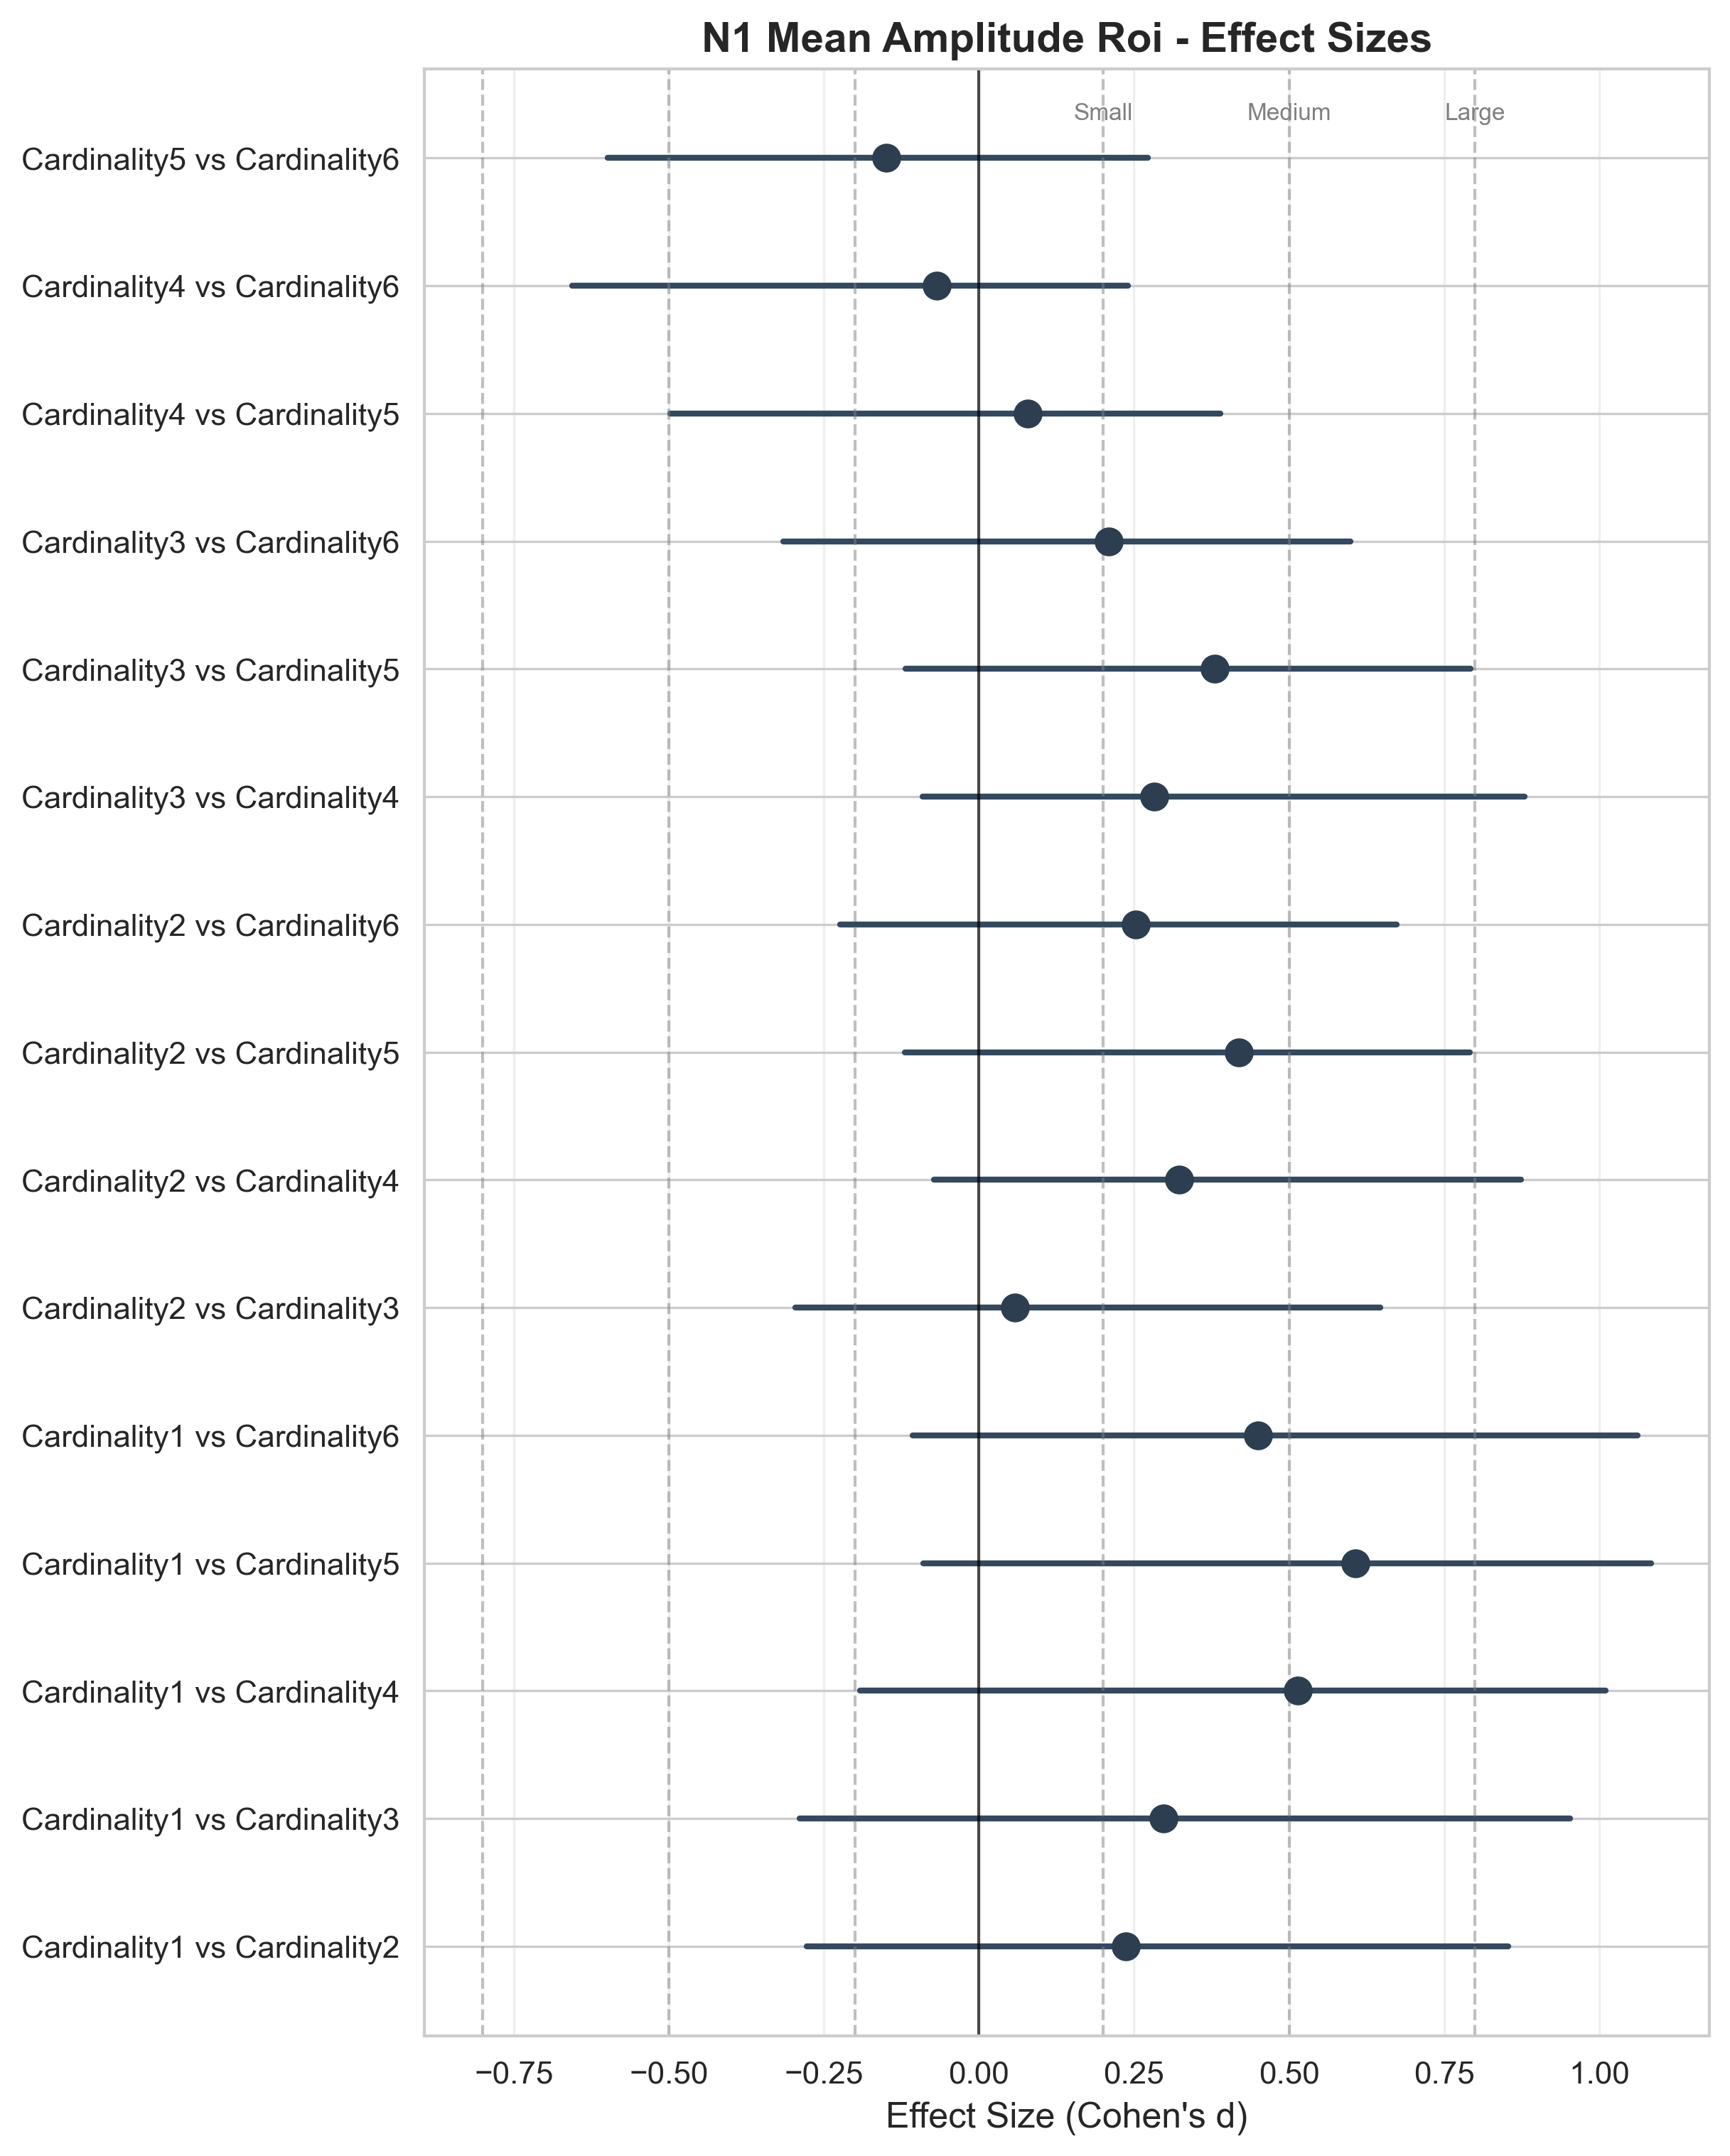 N1 Mean Amplitude Roi - Effect Sizes
Small Medium Large
Cardinality5 vs Cardinality6
Cardinality4 vs Cardinality6
Cardinality4 vs Cardinality5
Cardinality3 vs Cardinality6
Cardinality3 vs Cardinality5
Cardinality3 vs Cardinality4
Cardinality2 vs Cardinality6
Cardinality2 vs Cardinality5
Cardinality2 vs Cardinality4
Cardinality2 vs Cardinality3
Cardinality1 vs Cardinality6
Cardinality1 vs Cardinality5
Cardinality1 vs Cardinality4
Cardinality1 vs Cardinality3
Cardinality1 vs Cardinality2
−0.75 −0.50 −0.25 0.00 0.25 0.50 0.75 1.00
Effect Size (Cohen's d)